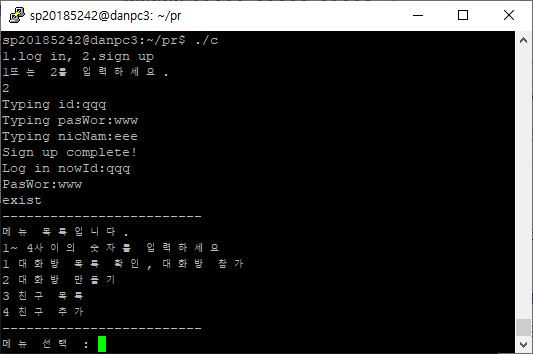 sp20185242@danpc3: ~/pr
sp20185242@danpc3:~/pr$ ./c
1.log in, 2.sign up
1또는 2를 입력하세요.
2
Typing id:qqq
Typing pasWor:www
Typing nicNam:eee
Sign up complete!
Log in nowId:qqq
PasWor:www
exist
-------------------------
메뉴 목록입니다.
1~ 4사이의 숫자를 입력하세요
1 대화방 목록 확인, 대화방 참가
2 대화방 만들기
3 친구 목록
4 친구 추가
-------------------------
메뉴 선택 :